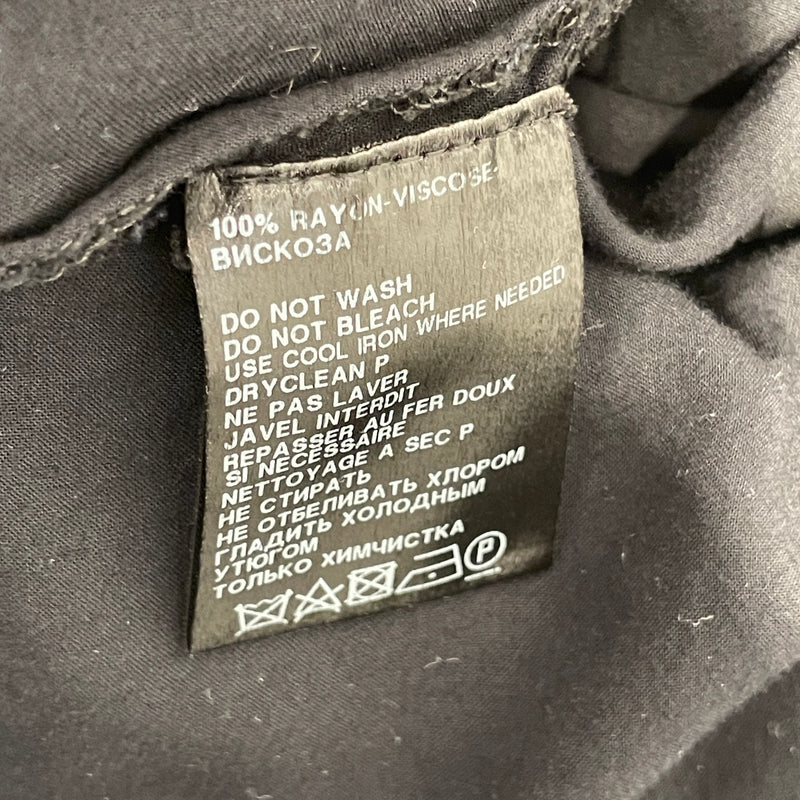 100% RAYON-VISCOSE-
ВИСКОЗА
DO NOT WASH
DO NOT BLEACH
USE COOL IRON WHERE NEEDED
DRYCLEAN P
NE PAS LAVER
JAVEL INTERDIT
REPASSER AU FER DOUX
SI NECESSAIRE
NETTOYAGE A SEC P
НЕ СТИРАТЬ
НЕ ОТБЕЛИВАТЬ ХЛОРОМ
ГЛАДИТЬ ХОЛОДНЫМ
УТЮГОМ
ТОЛЬКО ХИМЧИСТКА
P